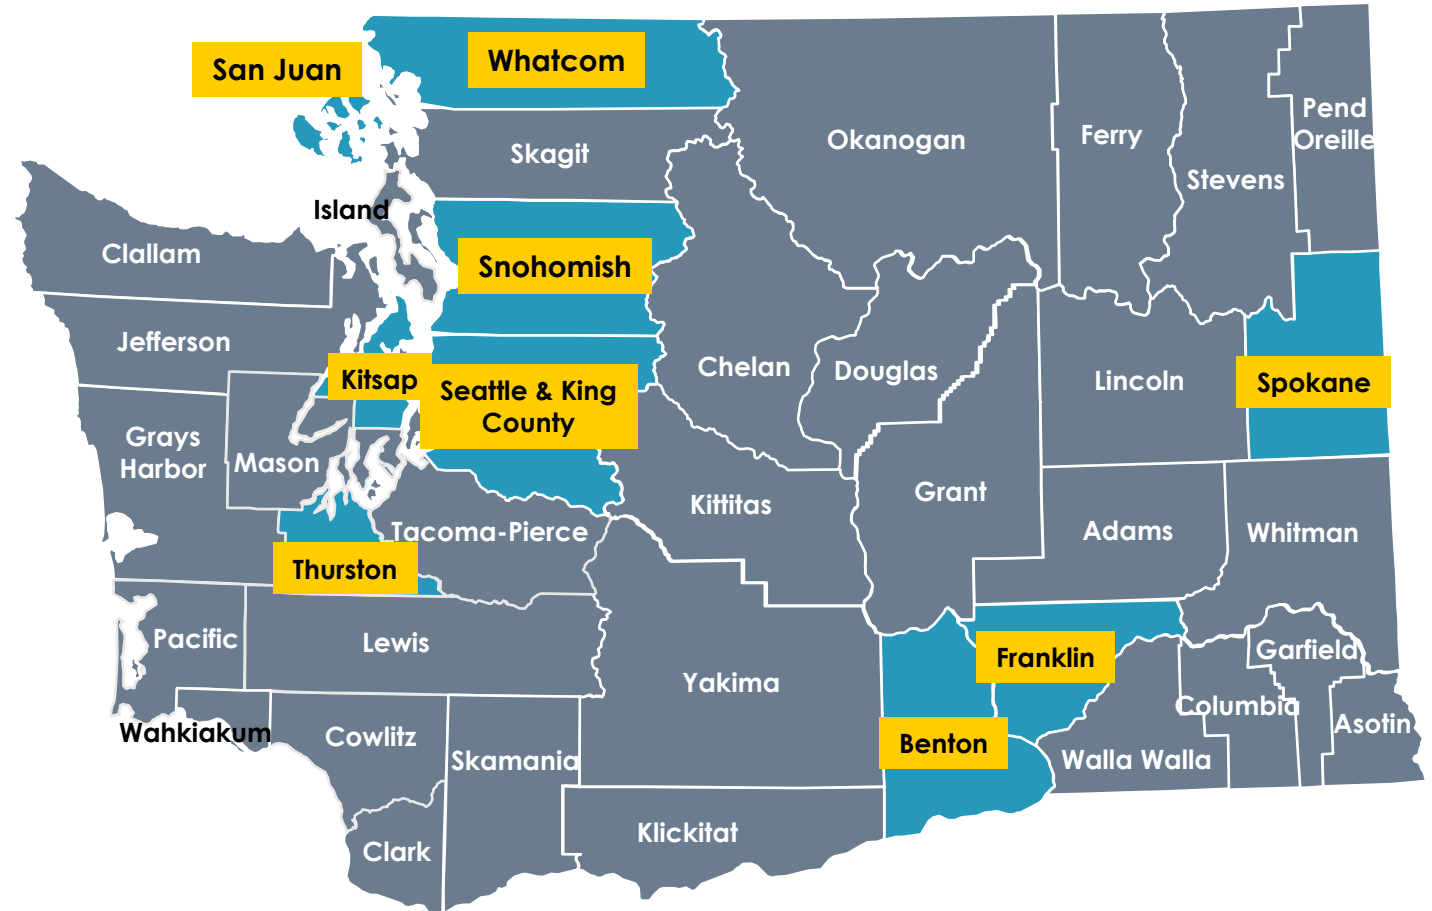 San Juan
Whatcom
Pend
Oreille
Okanogan
Ferry
Skagit
Stevens
Island
Clallam
Snohomish
Jefferson
Chelan
Douglas
Kitsap
Seattle & King
County
Lincoln
Spokane
Grays
Harbor
Mason
Grant
Kittitas
Tacoma-Pierce
Adams
Whitman
Thurston
Pacific
Lewis
Franklin
Garfield
Yakima
Columbia
Asotin
Wahkiakum
Cowlitz
Benton
Skamania
Walla Walla
Klickitat
Clark